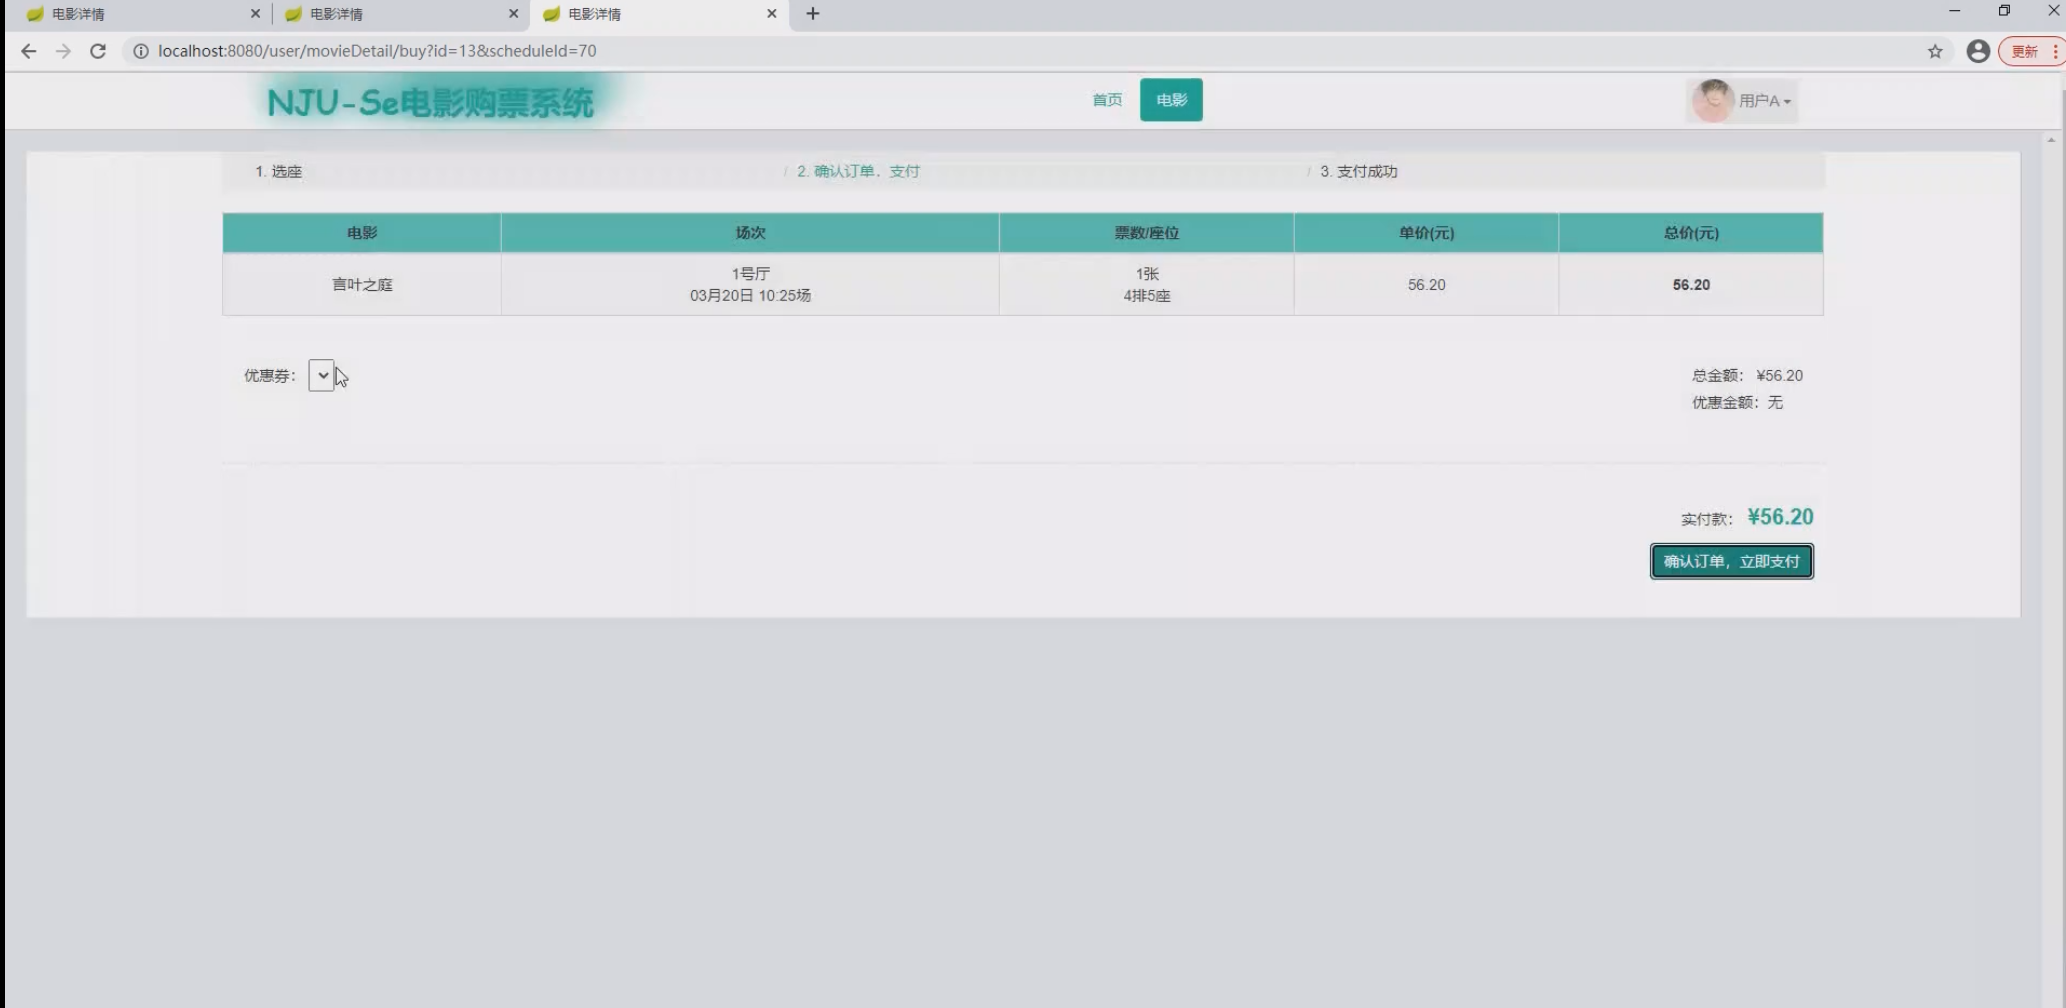 电影详情 电影详情 电影详情
localhost:8080/user/movieDetail/buy?id=13&scheduleId=70 更新
NJU-Se电影购票系统 首页 电影 用户A
1. 选座 / 2. 确认订单，支付 / 3. 支付成功
电影 场次 票数/座位 单价(元) 总价(元)
言叶之庭 1号厅 1张 56.20 56.20
03月20日 10:25场 4排5座
优惠券： 总金额： ¥56.20
优惠金额：无
实付款： ¥56.20
确认订单，立即支付